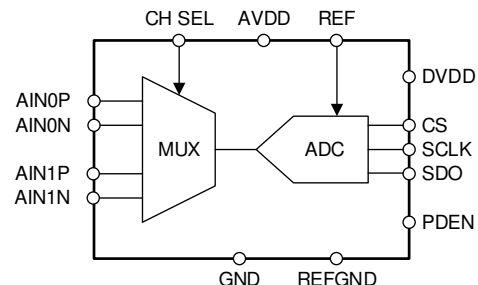 CH SEL AVDD REF
DVDD
AIN0P
AIN0N
MUX
ADC
CS
SCLK
SDO
AIN1P
AIN1N
PDEN
GND REFGND